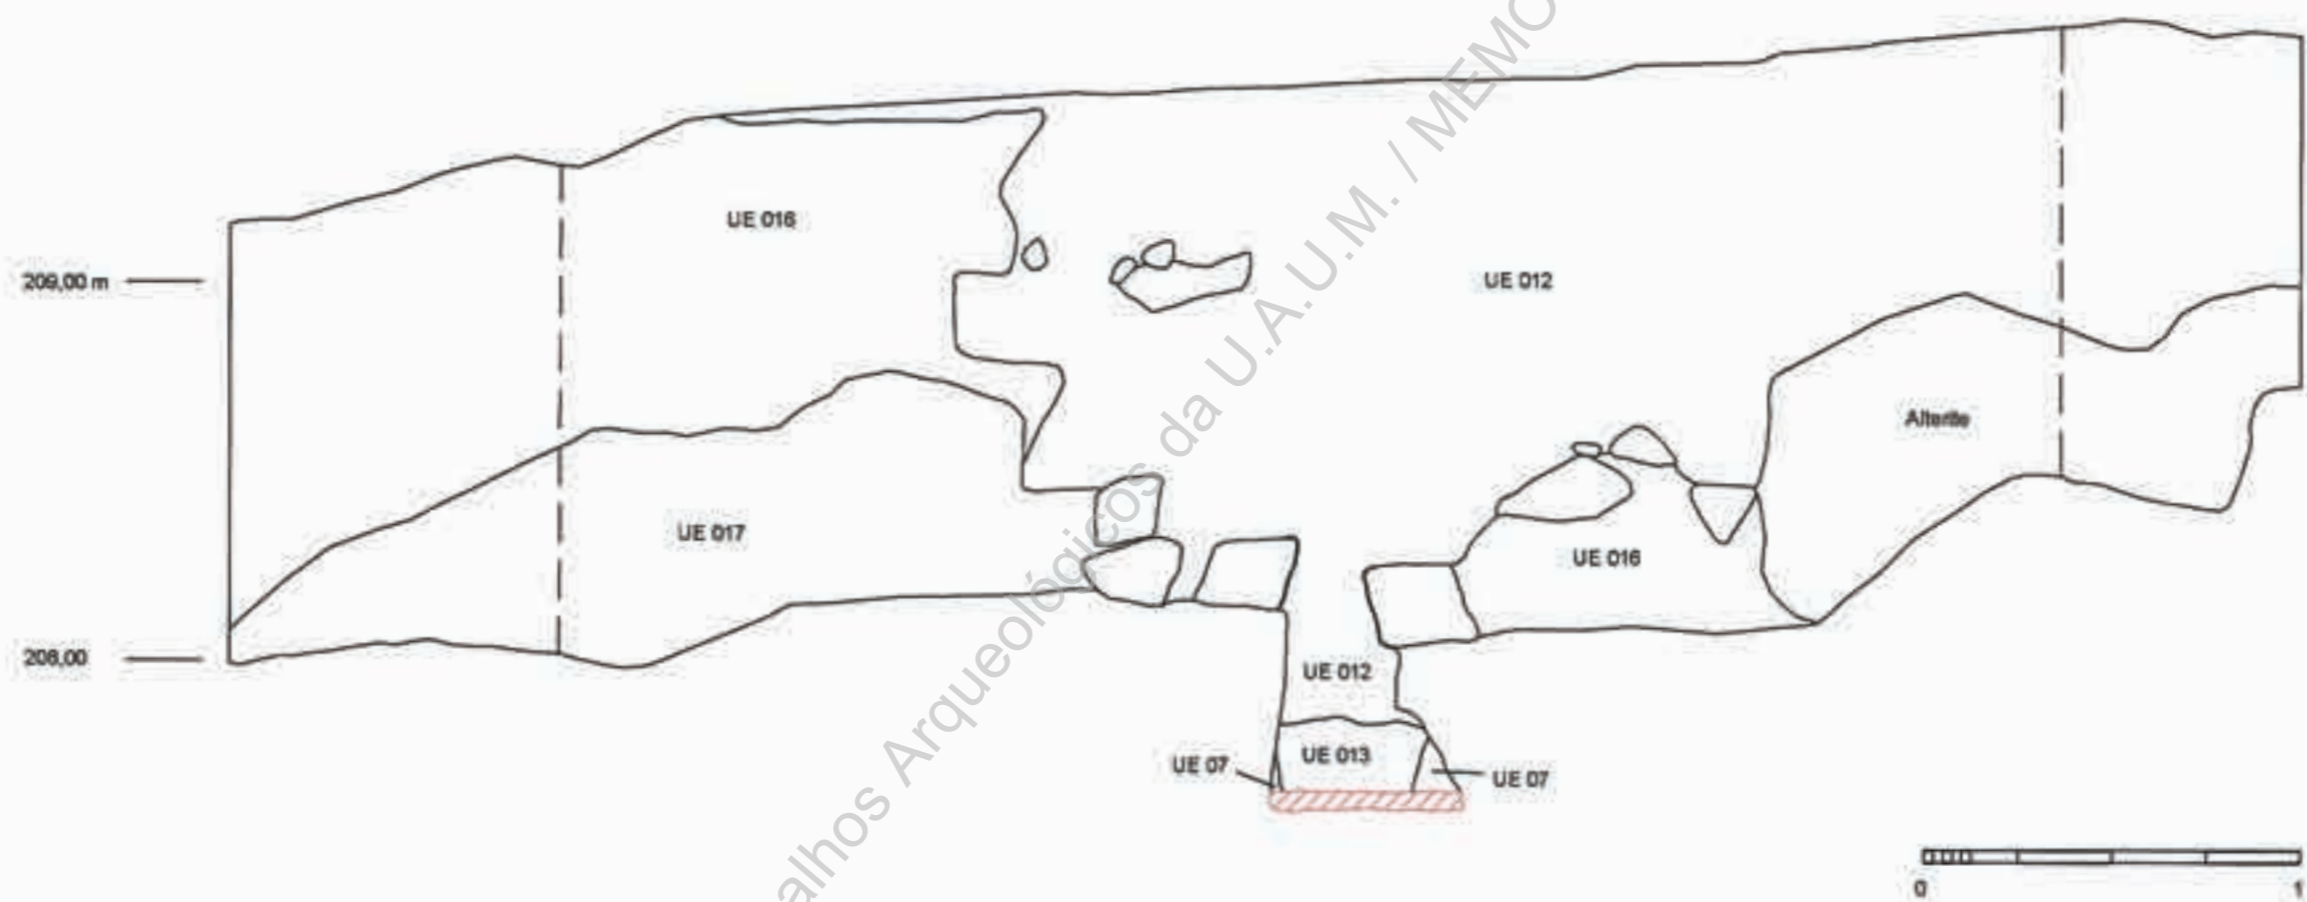 UE 016
209,00 m
UE 012
Alterite
UE 017
UE 016
208,00
UE 012
UE 013
UE 07
UE 07
0 1
alhos Arqueológicos da U.A.U.M. / MEMO